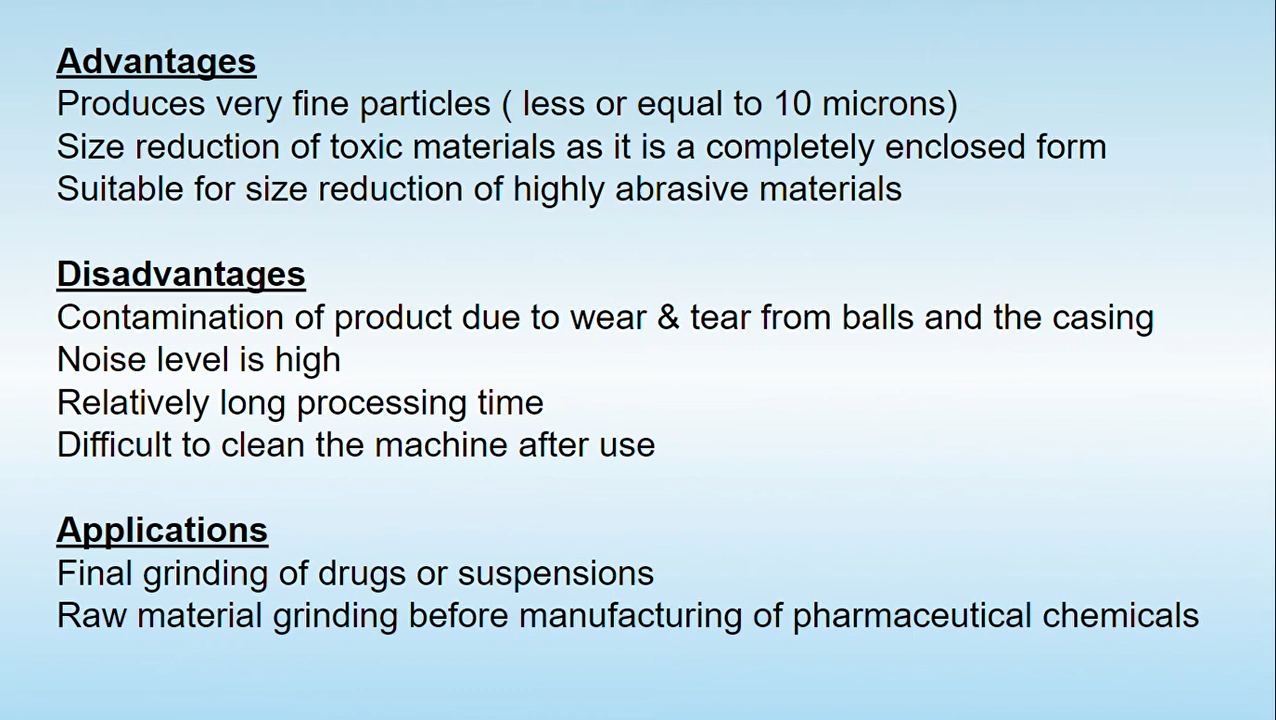 Advantages
Produces very fine particles ( less or equal to 10 microns)
Size reduction of toxic materials as it is a completely enclosed form
Suitable for size reduction of highly abrasive materials
Disadvantages
Contamination of product due to wear & tear from balls and the casing
Noise level is high
Relatively long processing time
Difficult to clean the machine after use
Applications
Final grinding of drugs or suspensions
Raw material grinding before manufacturing of pharmaceutical chemicals